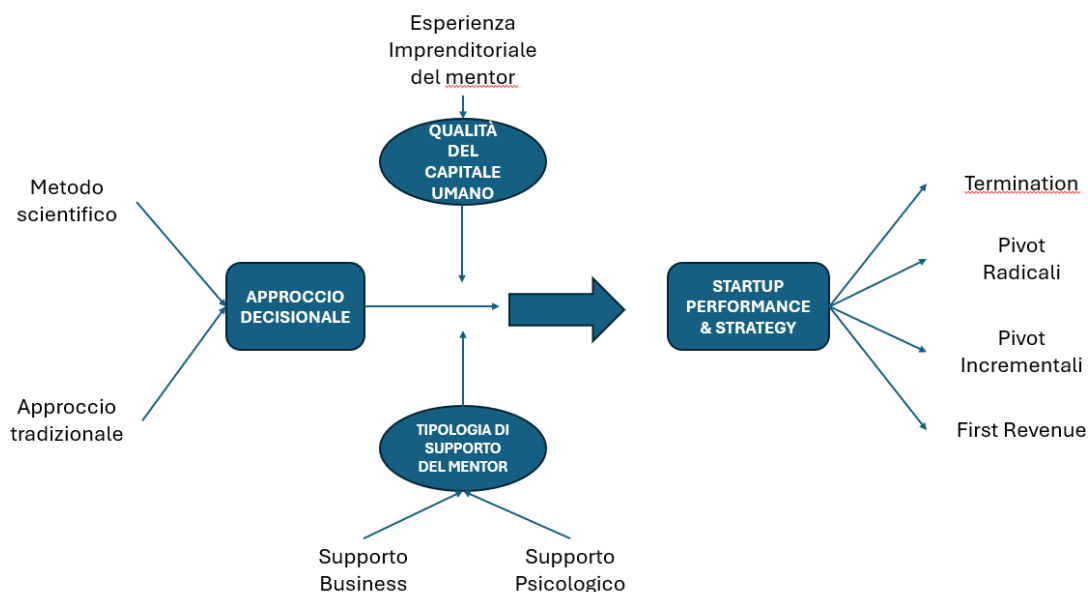 Esperienza
Imprenditoriale
del mentor
QUALITÀ
DEL
CAPITALE
UMANO
Metodo
scientifico
Termination
Pivot
Radicali
APPROCCIO
DECISIONALE
STARTUP
PERFORMANCE
& STRATEGY
Pivot
Incrementali
Approccio
tradizionale
TIPOLOGIA DI
SUPPORTO
DEL MENTOR
First Revenue
Supporto
Business
Supporto
Psicologico